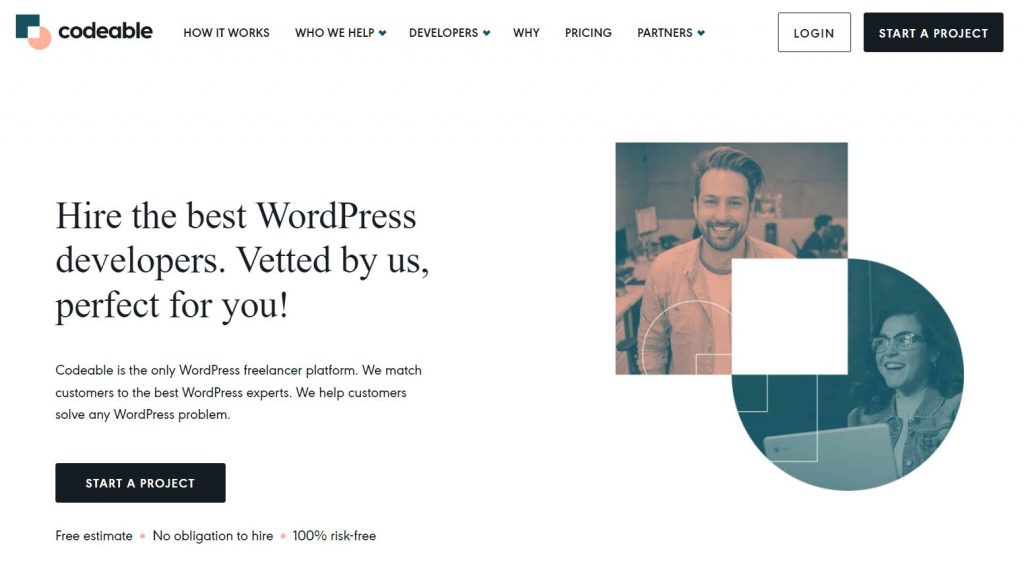 codeable
HOW IT WORKS
WHO WE HELP
DEVELOPERS
WHY
PRICING
PARTNERS
LOGIN
START A PROJECT
Hire the best WordPress
developers. Vetted by us,
perfect for you!
Codeable is the only WordPress freelancer platform. We match
customers to the best WordPress experts. We help customers
solve any WordPress problem.
START A PROJECT
Free estimate • No obligation to hire • 100% risk-free